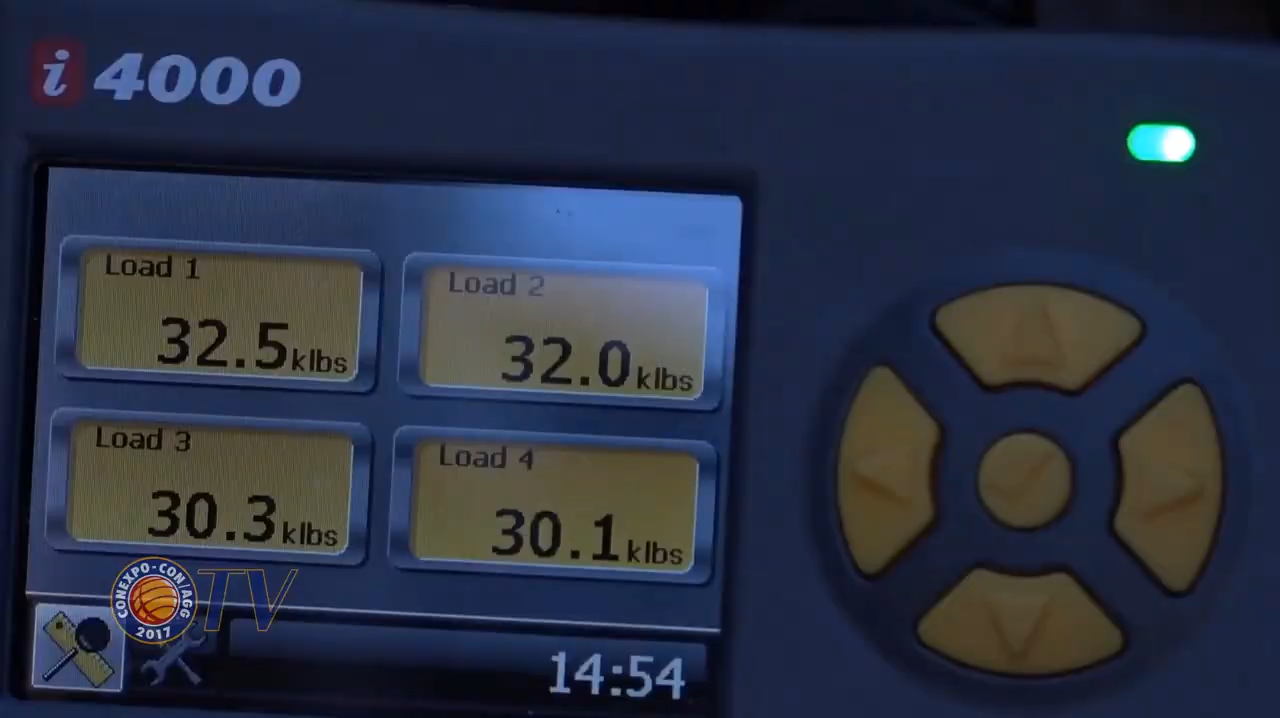 i 4000
Load 1
32.5 klbs
Load 2
32.0 klbs
Load 3
30.3 klbs
Load 4
30.1 klbs
CONEXPO-CON/AGG
2017
TV
14:54